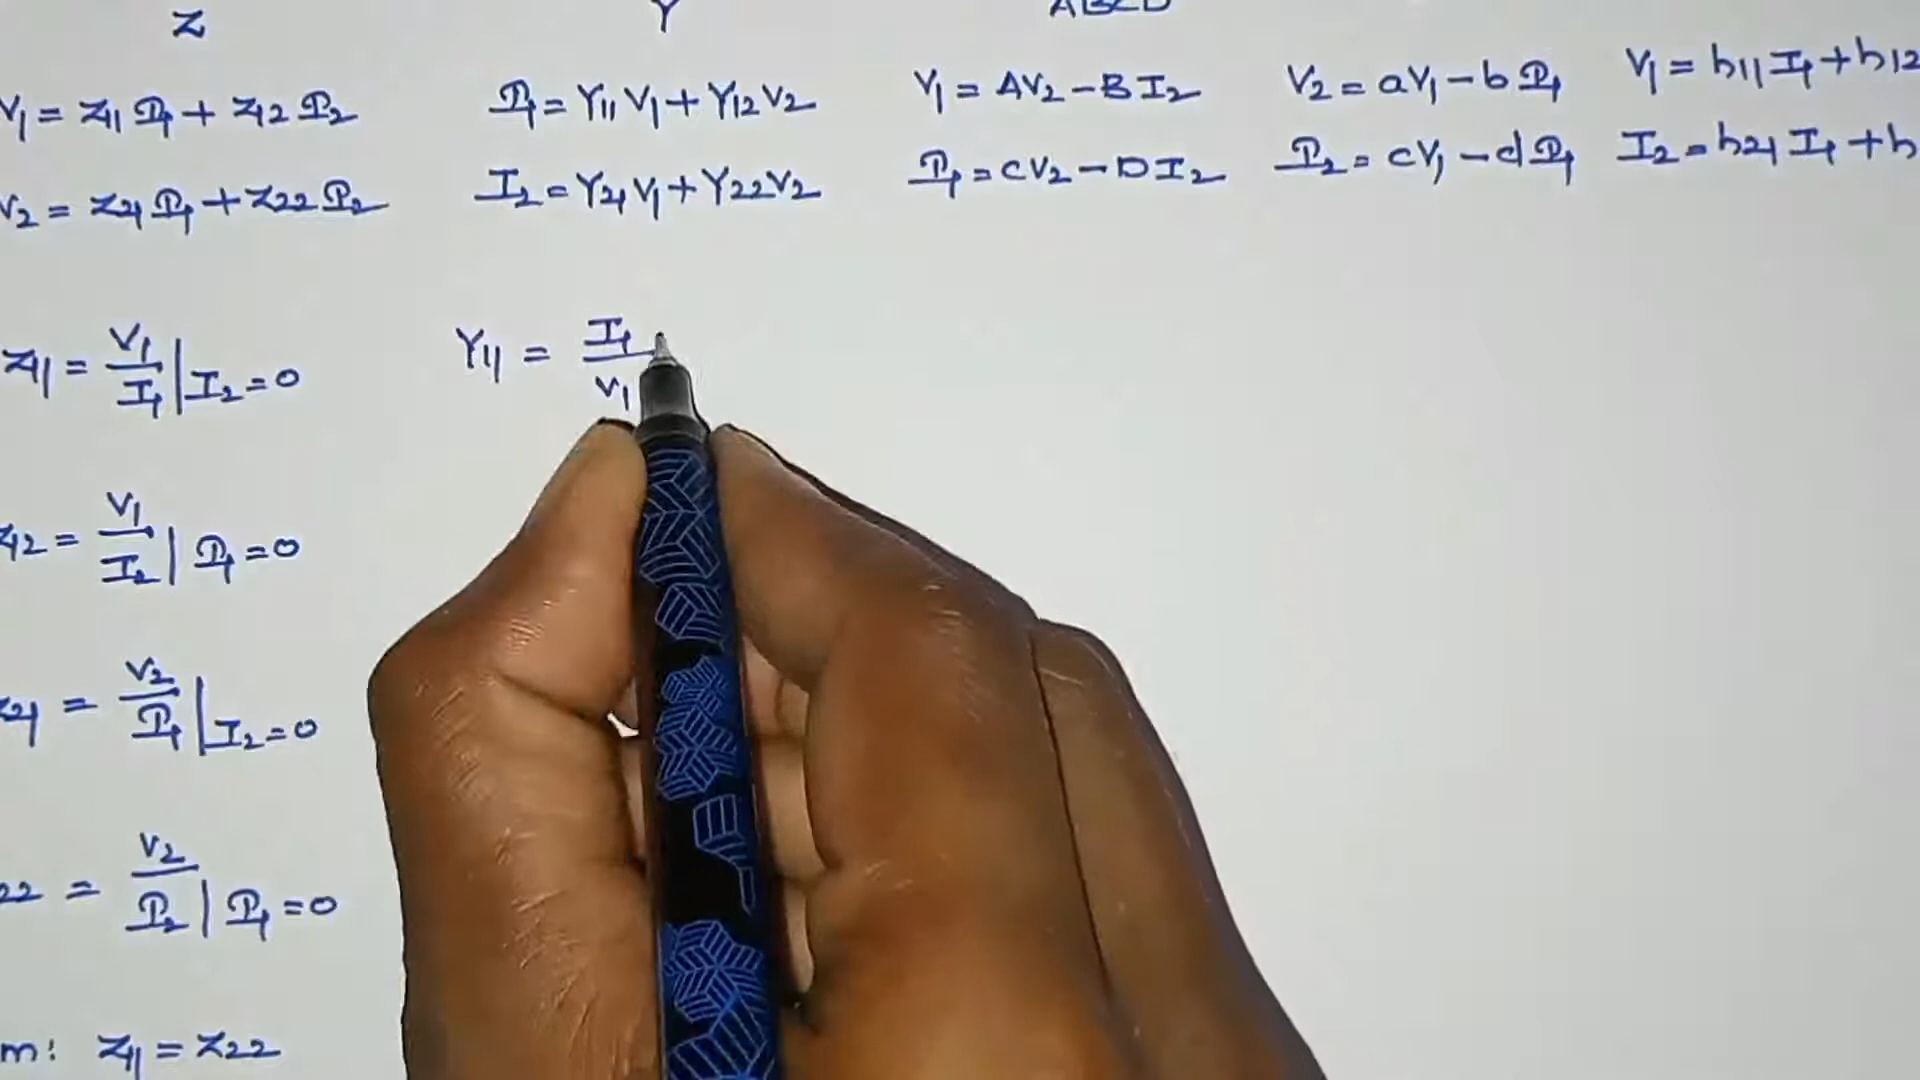 Z Y ABCD
V1 = Z11 I1 + Z12 I2
V2 = Z21 I1 + Z22 I2
I1 = Y11 V1 + Y12 V2
I2 = Y21 V1 + Y22 V2
V1 = AV2 - BI2
I1 = CV2 - DI2
V2 = aV1 - bI1
I2 = cV1 - dI1
V1 = h11 I1 + h12
I2 = h21 I1 + h
Z11 = V1/I1 | I2 = 0
Z12 = V1/I2 | I1 = 0
Z21 = V2/I1 | I2 = 0
22 = V2/I2 | I1 = 0
m: Z11 = Z22
Y11 = I1/V1